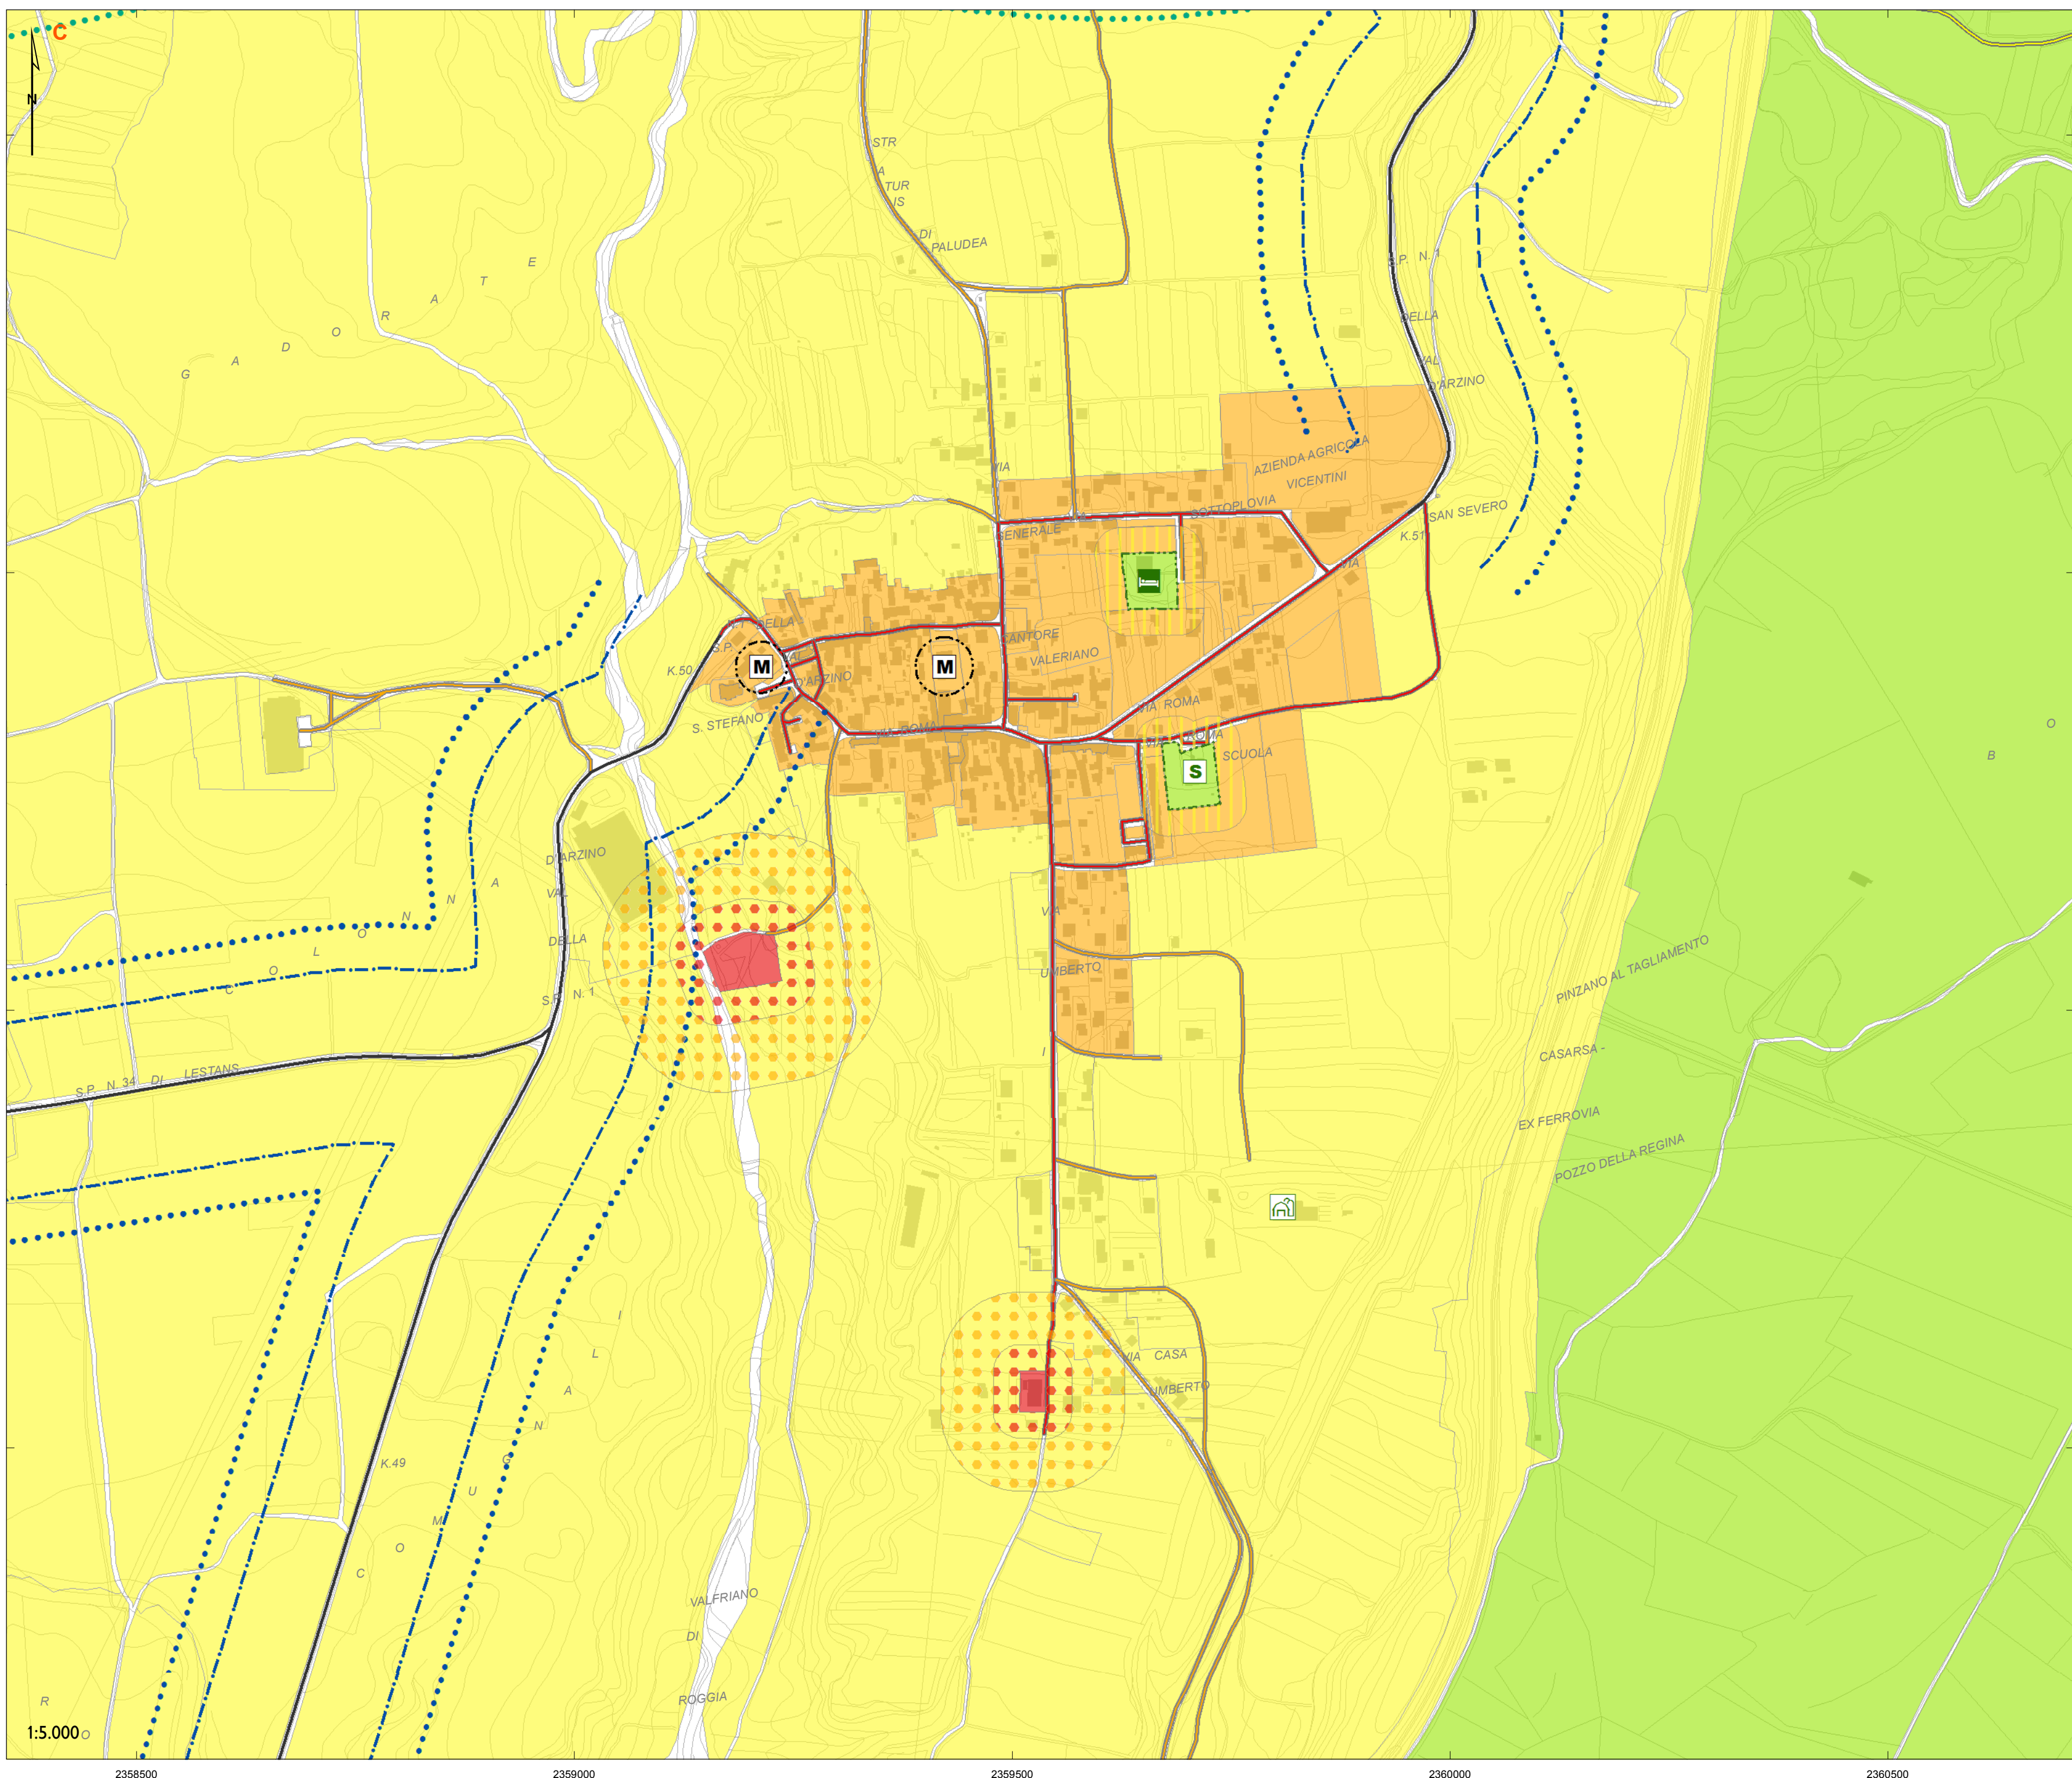 C
N
STR
A
TUR
IS
DI
PALUDEA
S.P. N. 1
DELLA
VAL
D'ARZINO
G A D O R A T E
VIA
AZIENDA AGRICOLA
VICENTINI
VIA SOTTOPLOVIA
GENERALE
SAN SEVERO
K.51
VIA
N.1 DELLA
S.P.
VAL
D'ARZINO
K.50
M
M
CANTORE
VALERIANO
VIA ROMA
S. STEFANO
VIA ROMA
VIA ROMA
SCUOLA
S
O
B
D'ARZINO
VAL
DELLA
S.P. N. 1
C O L O N N A
VIA
UMBERTO
I
PINZANO AL TAGLIAMENTO
CASARSA -
EX FERROVIA
POZZO DELLA REGINA
S.P. N. 34 DI LESTANS
VIA CASA
UMBERTO
K.49
C O M U G N A L I
VALFRIANO
DI
ROGGIA
R
O
1:5.000
2358500 2359000 2359500 2360000 2360500